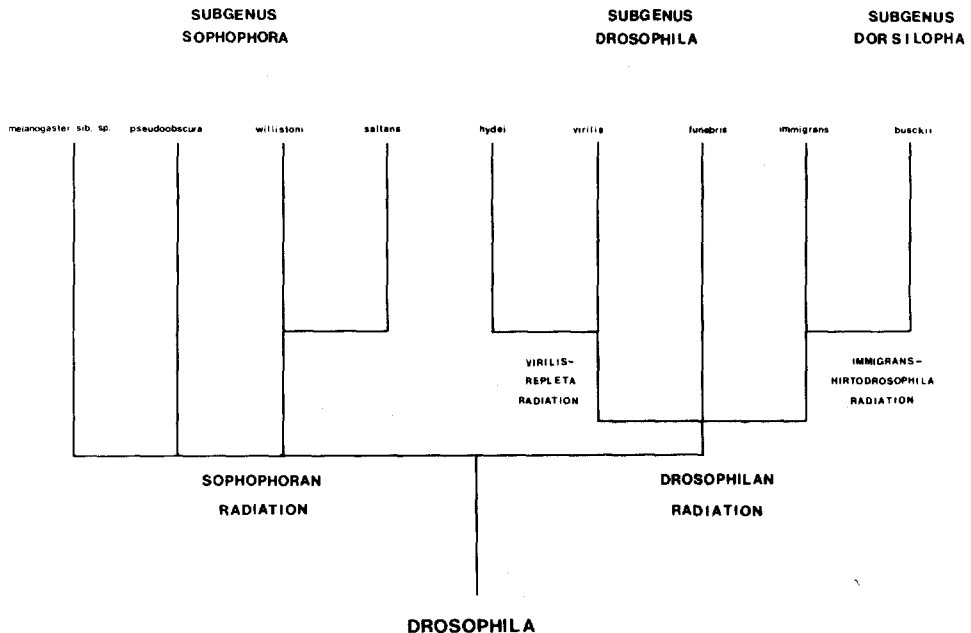 SUBGENUS
SOPHOPHORA
SUBGENUS
DROSOPHILA
SUBGENUS
DORSILOPHA
melanogaster sib. sp.
pseudoobscura
willistoni
saltans
hydei
virilis
funebris
immigrans
busckii
VIRILIS-
REPLETA
RADIATION
IMMIGRANS-
HIRTODROSOPHILA
RADIATION
SOPHOPHORAN
RADIATION
DROSOPHILAN
RADIATION
DROSOPHILA